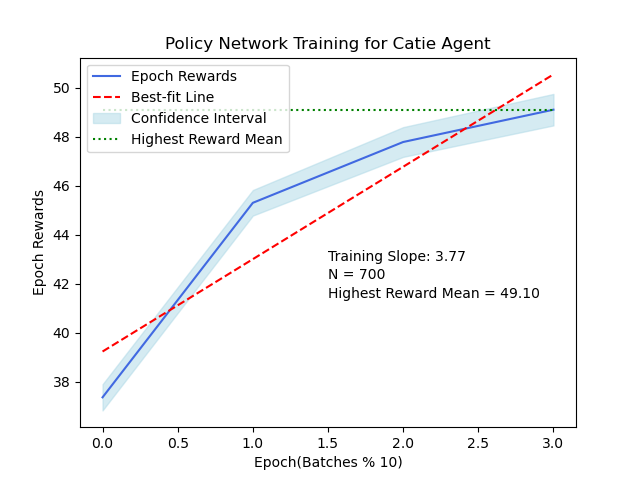 Policy Network Training for Catie Agent
Epoch Rewards
Best-fit Line
Confidence Interval
Highest Reward Mean
Training Slope: 3.77
N = 700
Highest Reward Mean = 49.10
Epoch Rewards
50
48
46
44
42
40
38
0.0 0.5 1.0 1.5 2.0 2.5 3.0
Epoch(Batches % 10)